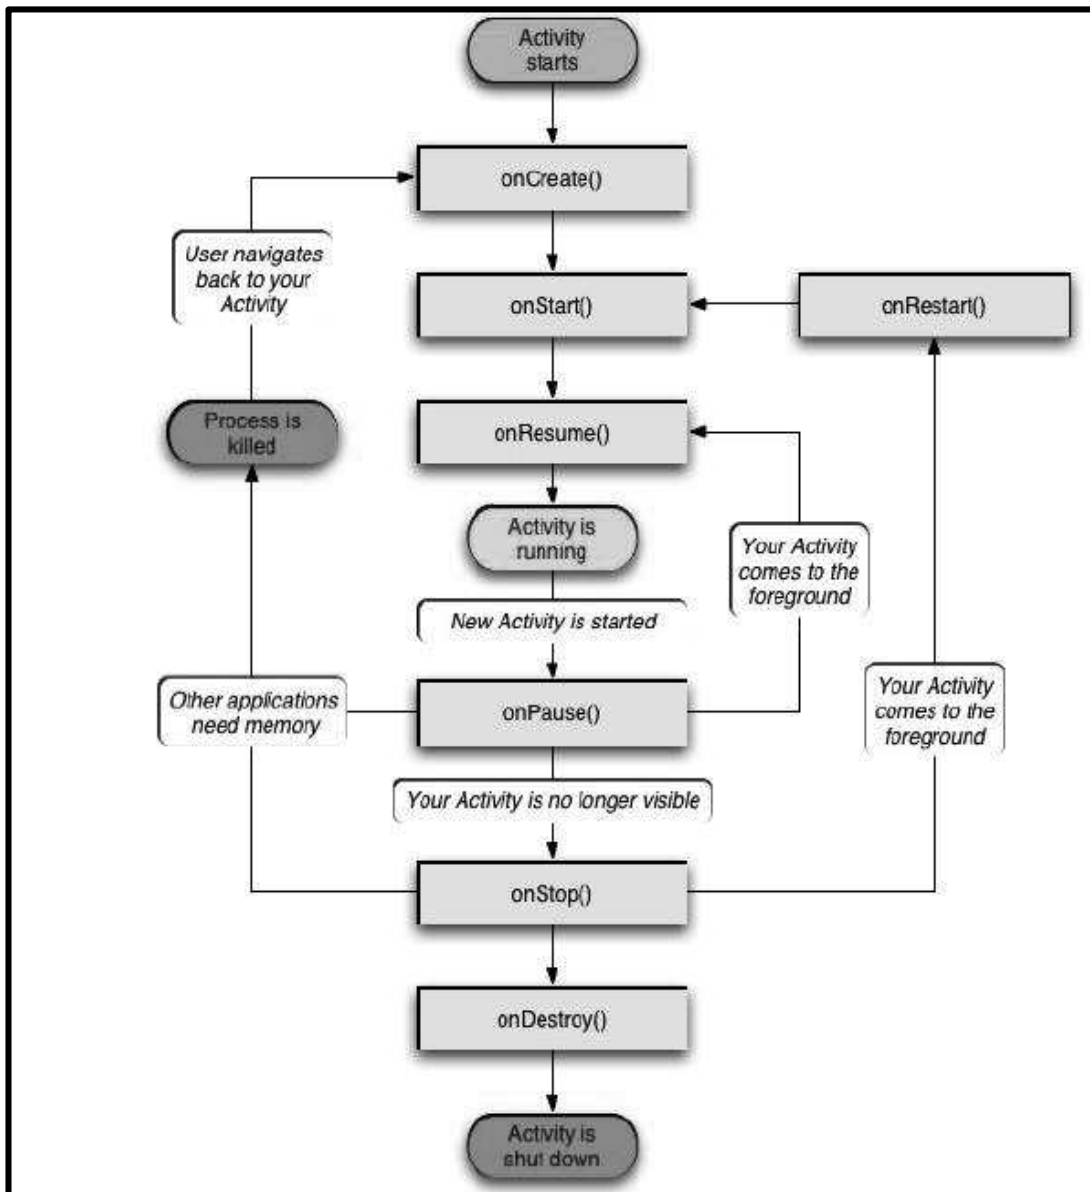 Activity
starts
onCreate()
User navigates
back to your
Activity
onStart()
onRestart()
Process is
killed
onResume()
Activity is
running
Your Activity
comes to the
foreground
New Activity is started
Other applications
need memory
onPause()
Your Activity
comes to the
foreground
Your Activity is no longer visible
onStop()
onDestroy()
Activity is
shut down